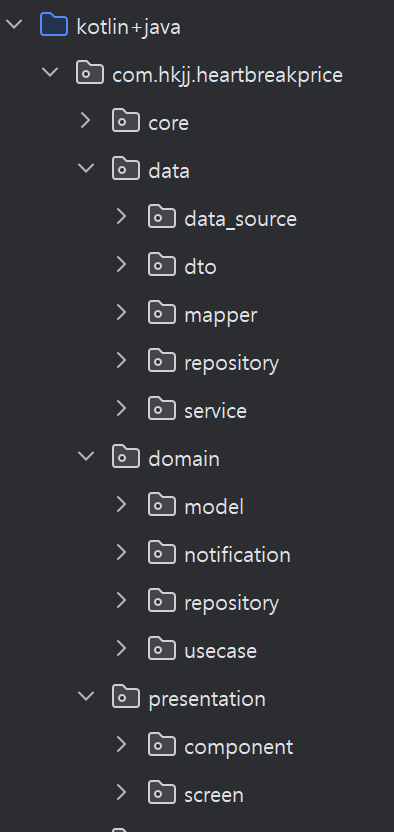 kotlin+java
com.hkjj.heartbreakprice
core
data
data_source
dto
mapper
repository
service
domain
model
notification
repository
usecase
presentation
component
screen